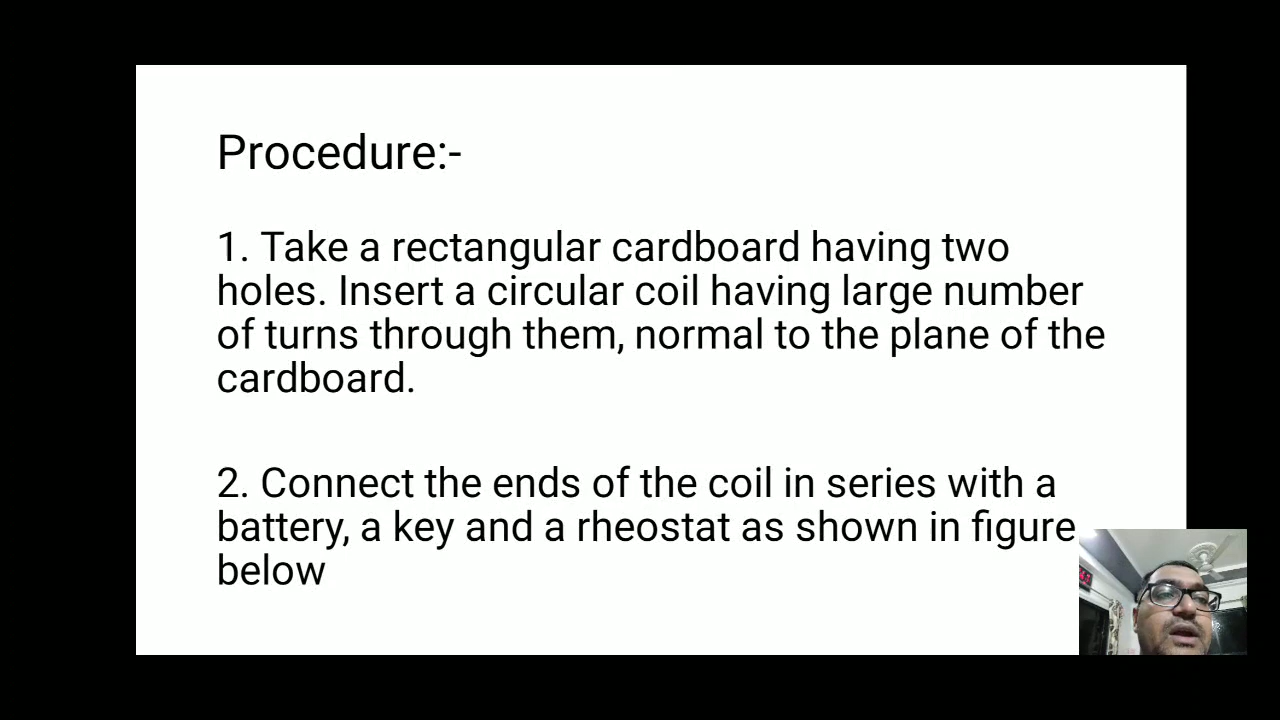 Procedure:-
1. Take a rectangular cardboard having two
holes. Insert a circular coil having large number
of turns through them, normal to the plane of the
cardboard.
2. Connect the ends of the coil in series with a
battery, a key and a rheostat as shown in figure
below